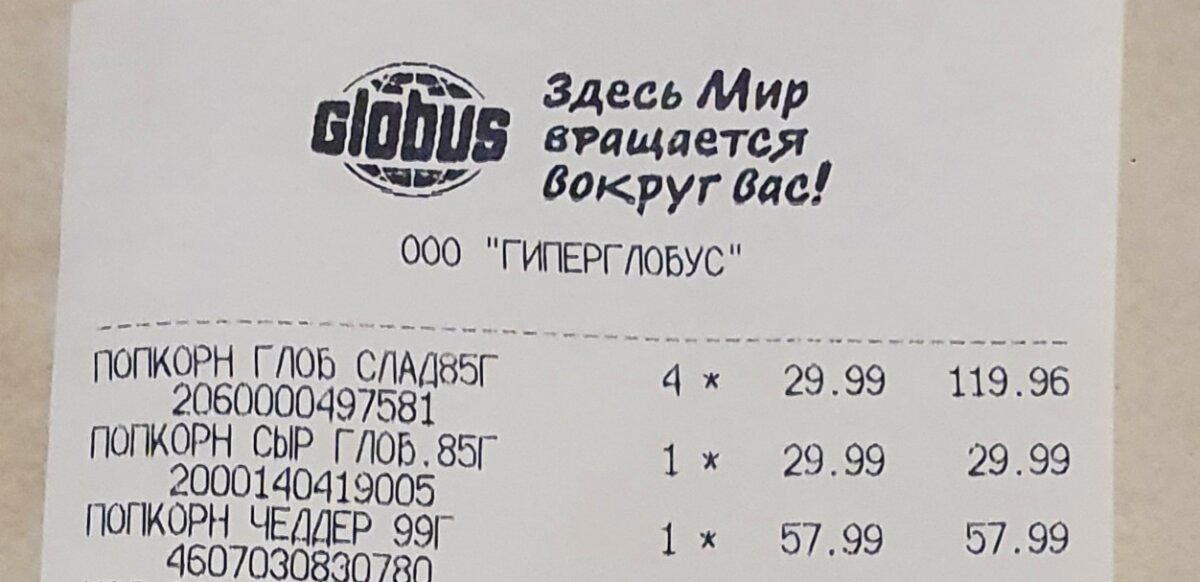 Globus
Здесь Мир
вращается
вокруг вас!
ООО "ГИПЕРГЛОБУС"
ПОПКОРН ГЛОБ СЛАД85Г 4 * 29.99 119.96
2060000497581
ПОПКОРН СЫР ГЛОБ.85Г 1 * 29.99 29.99
2000140419005
ПОПКОРН ЧЕДДЕР 99Г 1 * 57.99 57.99
4607030830780